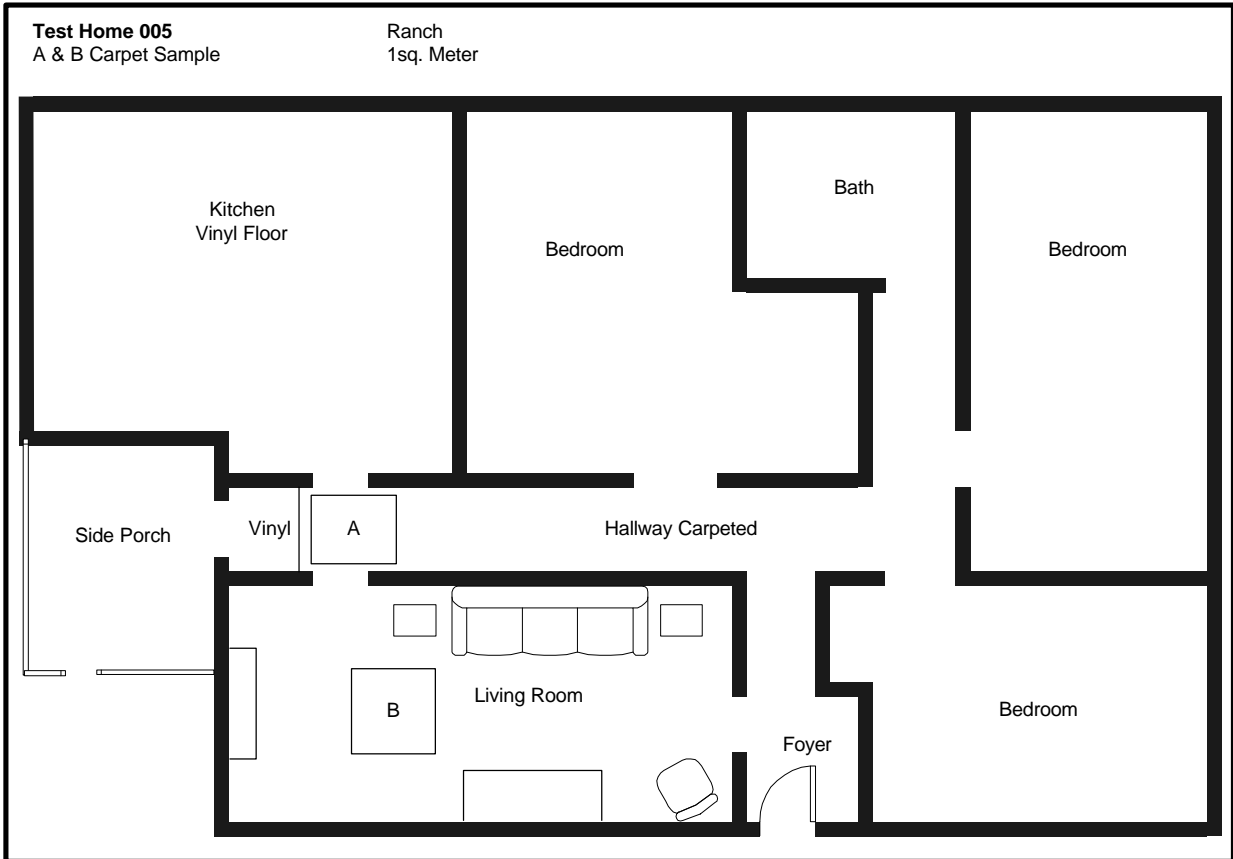 Test Home 005
Ranch
A & B Carpet Sample
1sq. Meter
Kitchen
Vinyl Floor
Bedroom
Bath
Bedroom
Side Porch
Vinyl
A
Hallway Carpeted
B
Living Room
Foyer
Bedroom